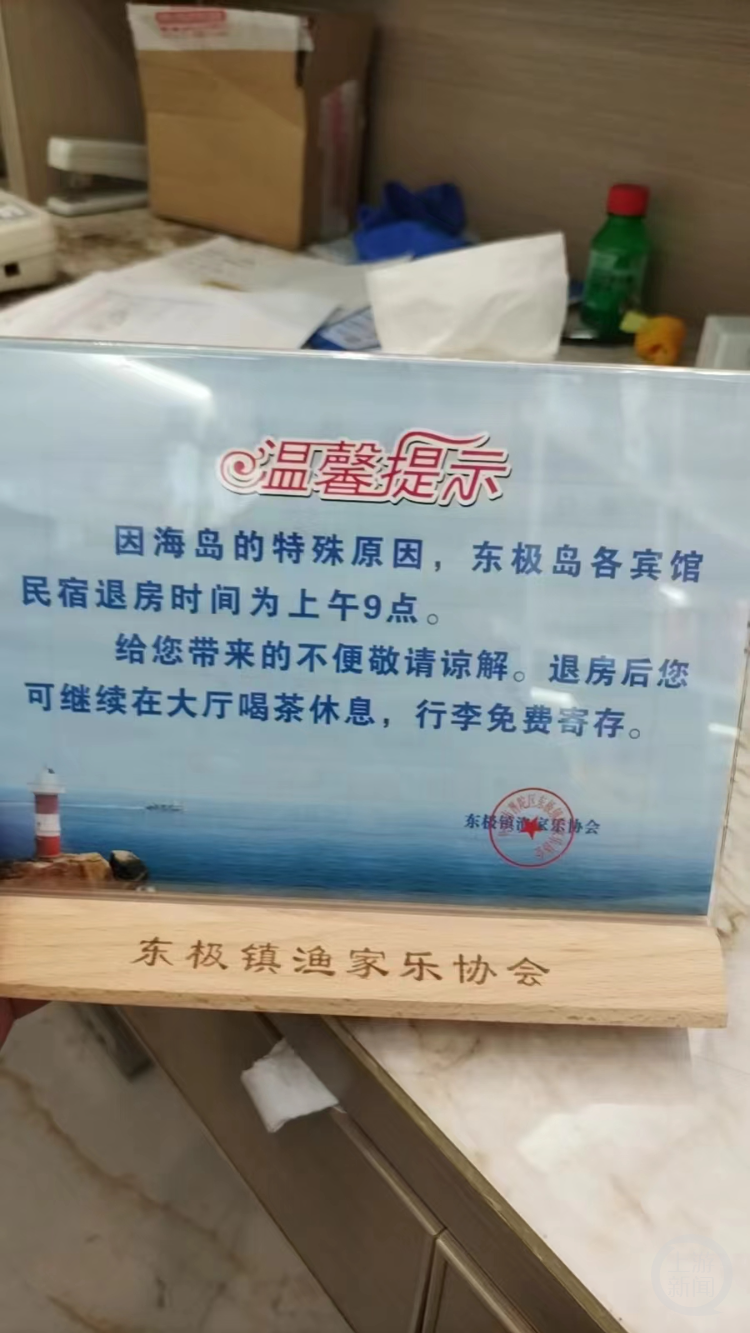 温馨提示
因海岛的特殊原因，东极岛各宾馆
民宿退房时间为上午9点。
给您带来的不便敬请谅解。退房后您
可继续在大厅喝茶休息，行李免费寄存。
东极镇渔家乐协会
东极镇渔家乐协会
上游新闻